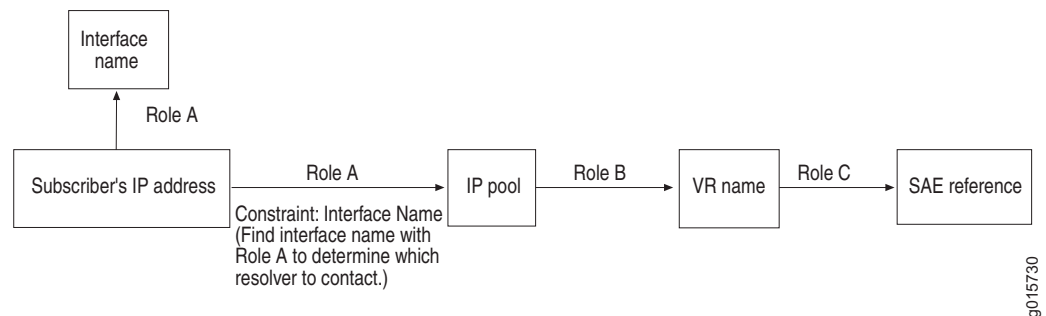 Interface
name
Role A
Subscriber's IP address
Role A
Constraint: Interface Name
(Find interface name with
Role A to determine which
resolver to contact.)
IP pool
Role B
VR name
Role C
SAE reference
g015730